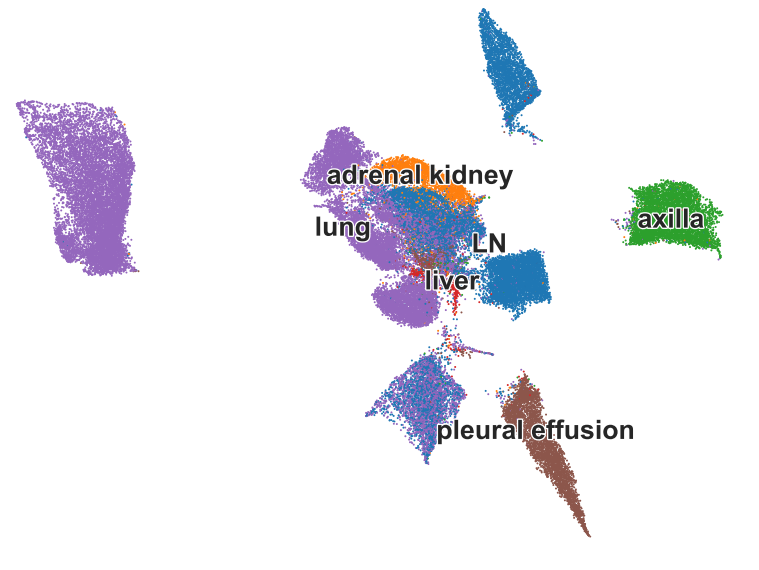 adrenal kidney
axilla
lung
LN
liver
pleural effusion